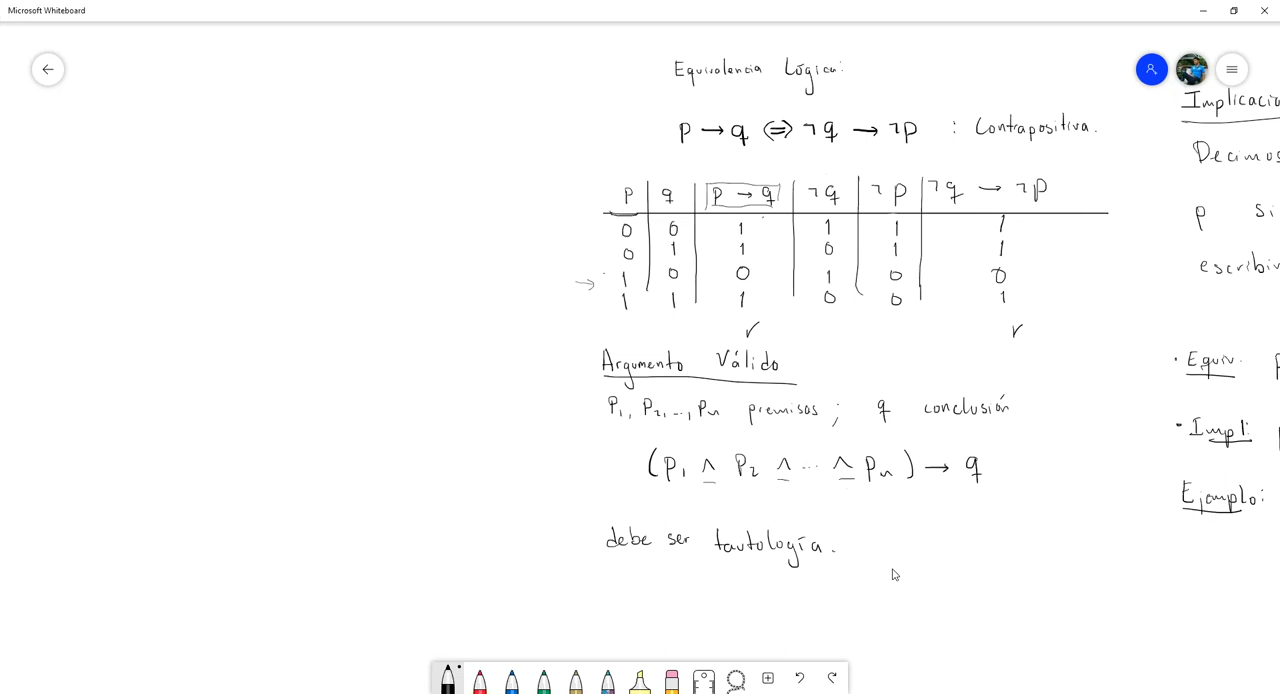 Microsoft Whiteboard
Equivalencia Lógica:
p → q ⇔ ¬q → ¬p : Contrapositiva.
p | q | p → q | ¬q | ¬p | ¬q → ¬p
0 0 1 1 1 1
0 1 1 0 1 1
→ 1 0 0 1 0 0
1 1 1 0 0 1
✓ ✓
Argumento Válido
P₁, P₂, ..., Pn premisas ; q conclusión
(P₁ ∧ P₂ ∧ ... ∧ Pn) → q
debe ser tautología.
Implicació
Decimos
p si
escribir
• Equiv. p
• Impl:
Ejemplo: